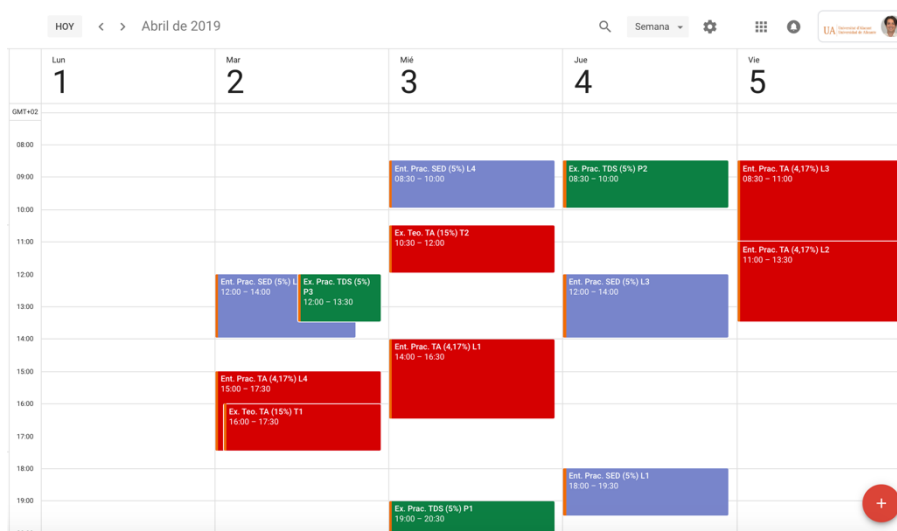 HOY
Abril de 2019
Semana
UA
Universitat d'Alacant
Universidad de Alicante
Lun
1
Mar
2
Mié
3
Jue
4
Vie
5
GMT+02
08:00
09:00
10:00
11:00
12:00
13:00
14:00
15:00
16:00
17:00
18:00
19:00
Ent. Prac. SED (5%) L
12:00 – 14:00
Ex. Prac. TDS (5%)
P3
12:00 – 13:30
Ent. Prac. TA (4,17%) L4
15:00 – 17:30
Ex. Teo. TA (15%) T1
16:00 – 17:30
Ent. Prac. SED (5%) L4
08:30 – 10:00
Ex. Teo. TA (15%) T2
10:30 – 12:00
Ent. Prac. TA (4,17%) L1
14:00 – 16:30
Ex. Prac. TDS (5%) P1
19:00 – 20:30
Ex. Prac. TDS (5%) P2
08:30 – 10:00
Ent. Prac. SED (5%) L3
12:00 – 14:00
Ent. Prac. SED (5%) L1
18:00 – 19:30
Ent. Prac. TA (4,17%) L3
08:30 – 11:00
Ent. Prac. TA (4,17%) L2
11:00 – 13:30